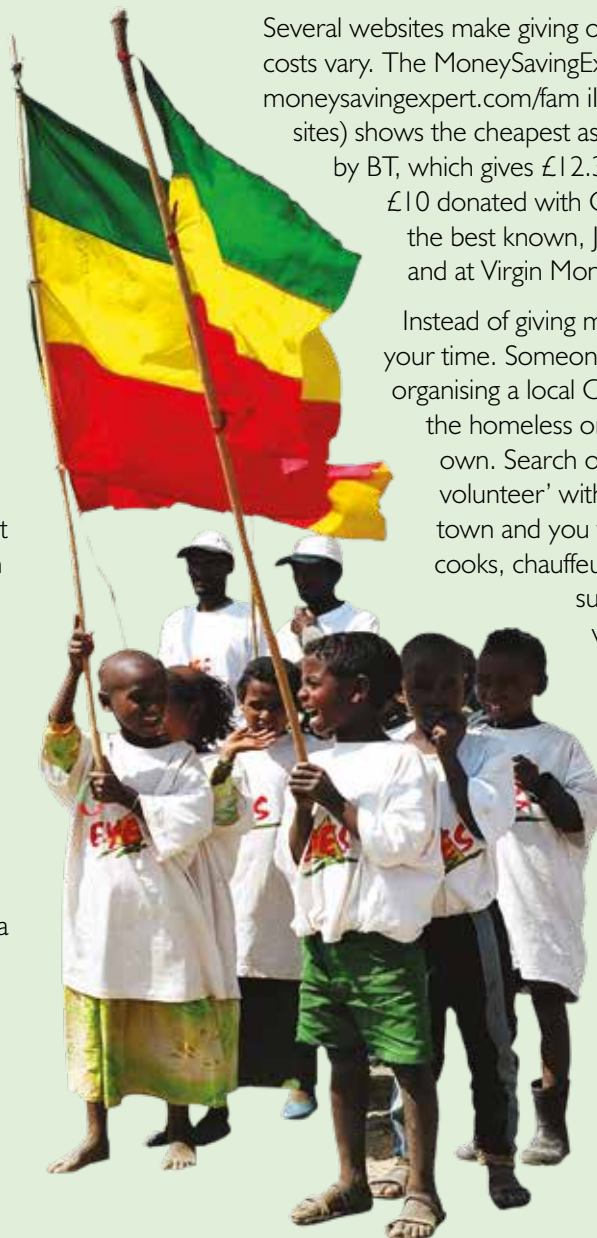 Several websites make giving o
costs vary. The MoneySavingEx
moneysavingexpert.com/fam il
sites) shows the cheapest as
by BT, which gives £12.3
£10 donated with
the best known, J
and at Virgin Mon
Instead of giving m
your time. Someon
organising a local C
the homeless or
own. Search o
volunteer’ with
town and you
cooks, chauffeu
su
v
t
a
EYES